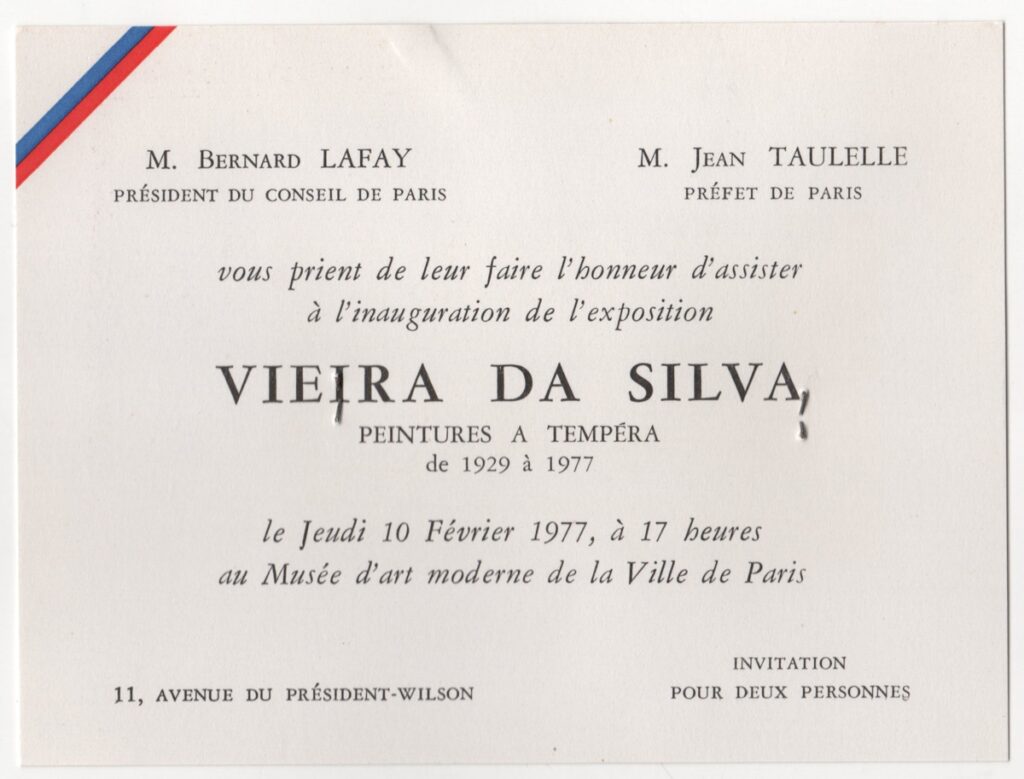 M. Bernard LAFAY
PRÉSIDENT DU CONSEIL DE PARIS
M. Jean TAULELLE
PRÉFET DE PARIS
vous prient de leur faire l'honneur d'assister
à l'inauguration de l'exposition
VIEIRA DA SILVA
PEINTURES A TEMPÉRA
de 1929 à 1977
le Jeudi 10 Février 1977, à 17 heures
au Musée d'art moderne de la Ville de Paris
11, AVENUE DU PRÉSIDENT-WILSON
INVITATION
POUR DEUX PERSONNES